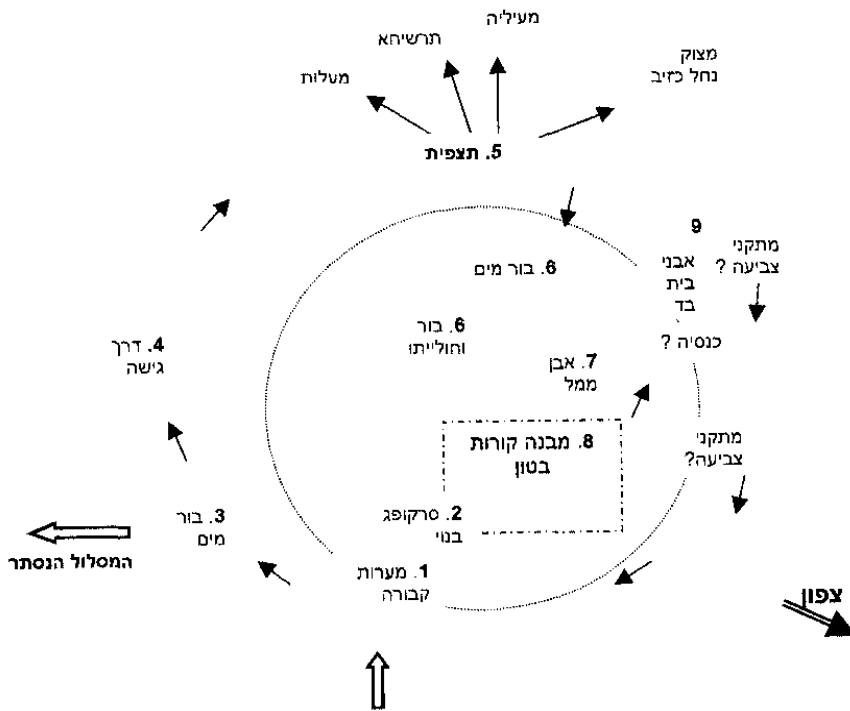 מעיליה
תרשיחא
מעלות
מצוק
נחל כזיב
5. תצפית
9
אבני
בית
בד
מתקני
צביעה ?
6. בור מים
6. בור
וחולייתו
כנסיה ?
4. דרך
גישה
7. אבן
ממל
8. מבנה קורות
בטון
מתקני
צביעה?
2. סרקופג
בנוי
3. בור
מים
המסלול הנסתר
1. מערות
קבורה
צפון